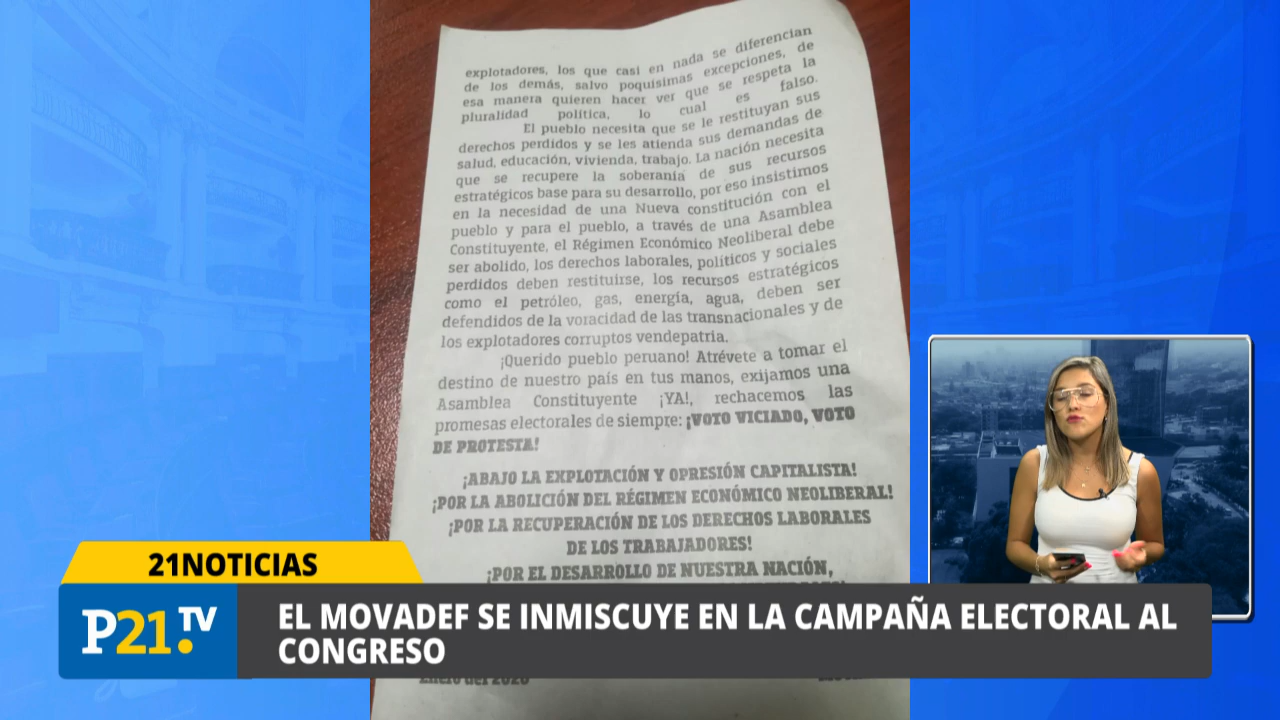 explotadores, los que casi en nada se diferencian
de los demás, salvo poquísimas excepciones, de
esa manera quieren hacer ver que se respeta la
pluralidad política, lo cual es falso.
El pueblo necesita que se le restituyan sus
derechos perdidos y se les atienda sus demandas de
salud, educación, vivienda, trabajo. La nación necesita
que se recupere la soberanía de sus recursos
estratégicos base para su desarrollo, por eso insistimos
en la necesidad de una Nueva constitución con el
pueblo y para el pueblo, a través de una Asamblea
Constituyente, el Régimen Económico Neoliberal debe
ser abolido, los derechos laborales, políticos y sociales
perdidos deben restituirse, los recursos estratégicos
como el petróleo, gas, energía, agua, deben ser
defendidos de la voracidad de las transnacionales y de
los explotadores corruptos vendepatria.
¡Querido pueblo peruano! Atrévete a tomar el
destino de nuestro país en tus manos, exijamos una
Asamblea Constituyente ¡YA!, rechacemos las
promesas electorales de siempre: ¡VOTO VICIADO, VOTO
DE PROTESTA!
¡ABAJO LA EXPLOTACIÓN Y OPRESIÓN CAPITALISTA!
¡POR LA ABOLICIÓN DEL RÉGIMEN ECONÓMICO NEOLIBERAL!
¡POR LA RECUPERACIÓN DE LOS DERECHOS LABORALES
DE LOS TRABAJADORES!
¡POR EL DESARROLLO DE NUESTRA NACIÓN,
Enero del 2020
21NOTICIAS
P21.TV
EL MOVADEF SE INMISCUYE EN LA CAMPAÑA ELECTORAL AL
CONGRESO